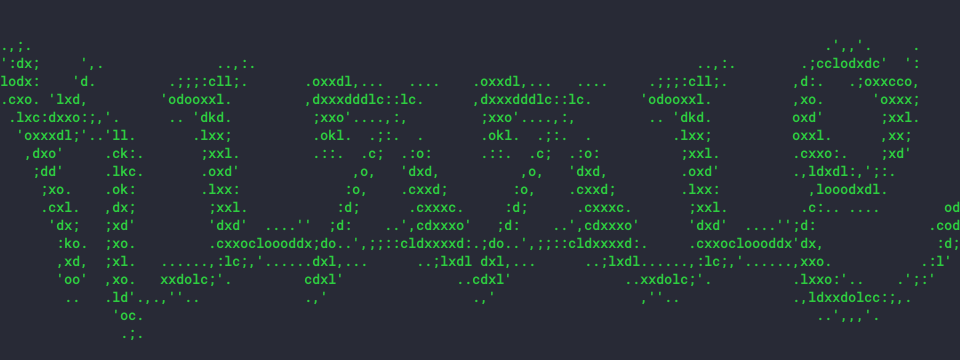 .,;. .',,'. .
':dx; ',. ..,:. ..,:. .;cclodxdc' ':
lodx: 'd. .;;;:cll;. .oxxdl,... .... .oxxdl,... .... .;;;:cll;. ,d:. .;oxxcco,
.cxo. 'lxd, 'odooxxl. ,dxxxdddlc::lc. ,dxxxdddlc::lc. 'odooxxl. ,xo. 'oxxx;
.lxc:dxxo:;,'. .. 'dkd. ;xxo'....,:, ;xxo'....,:, .. 'dkd. oxd' ;xxl.
'oxxxdl;'..'ll. .lxx; .okl. .;:. . .okl. .;:. . .lxx; oxxl. ,xx;
,dxo' .ck:. ;xxl. .::. .c; .:o: .::. .c; .:o: ;xxl. .cxxo:. ;xd'
;dd' .lkc. .oxd' ,o, 'dxd, ,o, 'dxd, .oxd' .,ldxdl:,';:.
;xo. .ok: .lxx: :o, .cxxd; :o, .cxxd; .lxx: ,looodxdl.
.cxl. ,dx; ;xxl. :d; .cxxxc. :d; .cxxxc. ;xxl. .c:.. .... od
'dx; ;xd' 'dxd' ....'' ;d: ..',cdxxxo' ;d: ..',cdxxxo' 'dxd' ....'';d: .cod
:ko. ;xo. .cxxocloooddx;do..',;;::cldxxxxd:.;do..',;;::cldxxxxd:. .cxxocloooddx'dx, :d;
,xd, ;xl. ......,:lc;,'......dxl,... ..;lxdl dxl,... ..;lxdl......,:lc;,'......,xxo. .:l'
'oo' ,xo. xxdolc;'. cdxl' ..cdxl' ..xxdolc;'. .lxxo:'.. .';:'
.. .ld'.,.,''.. .,' .,' ,''.. .,ldxxdolcc:;,.
'oc. ..',,,'.
.;.